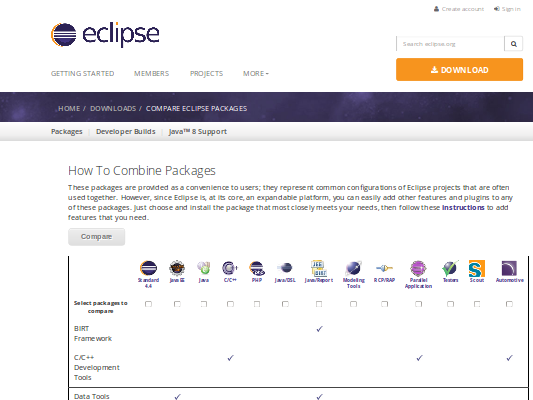 Create account Sign in
eclipse
Search eclipse.org
GETTING STARTED MEMBERS PROJECTS MORE
DOWNLOAD
HOME / DOWNLOADS / COMPARE ECLIPSE PACKAGES
Packages Developer Builds Java™ 8 Support
How To Combine Packages
These packages are provided as a convenience to users; they represent common configurations of Eclipse projects that are often
used together. However, since Eclipse is, at its core, an expandable platform, you can easily add other features and plugins to any
of these packages. Just choose and install the package that most closely meets your needs, then follow these Instructions to add
features that you need.
Compare
Standard 4.4 Java EE Java C/C++ PHP Java/DSL Java/Report Modeling Tools RCP/RAP Parallel Application Testers Scout Automotive
Select packages to
compare
BIRT
Framework
C/C++
Development
Tools
Data Tools